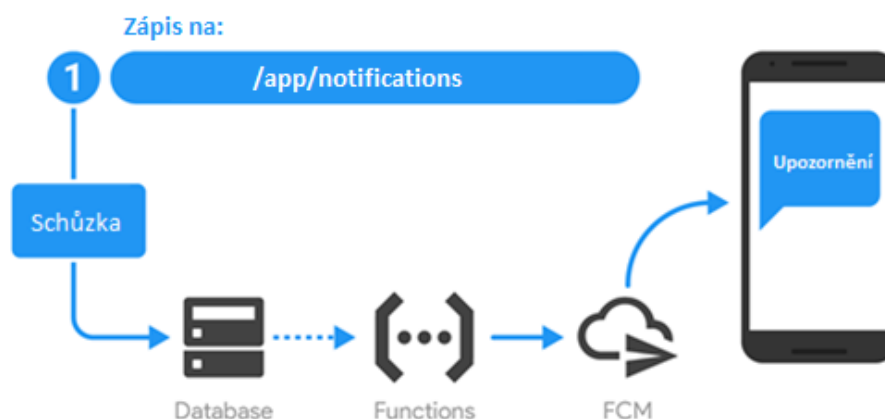 Zápis na:
1
/app/notifications
Upozornění
Schůzka
Database
Functions
FCM